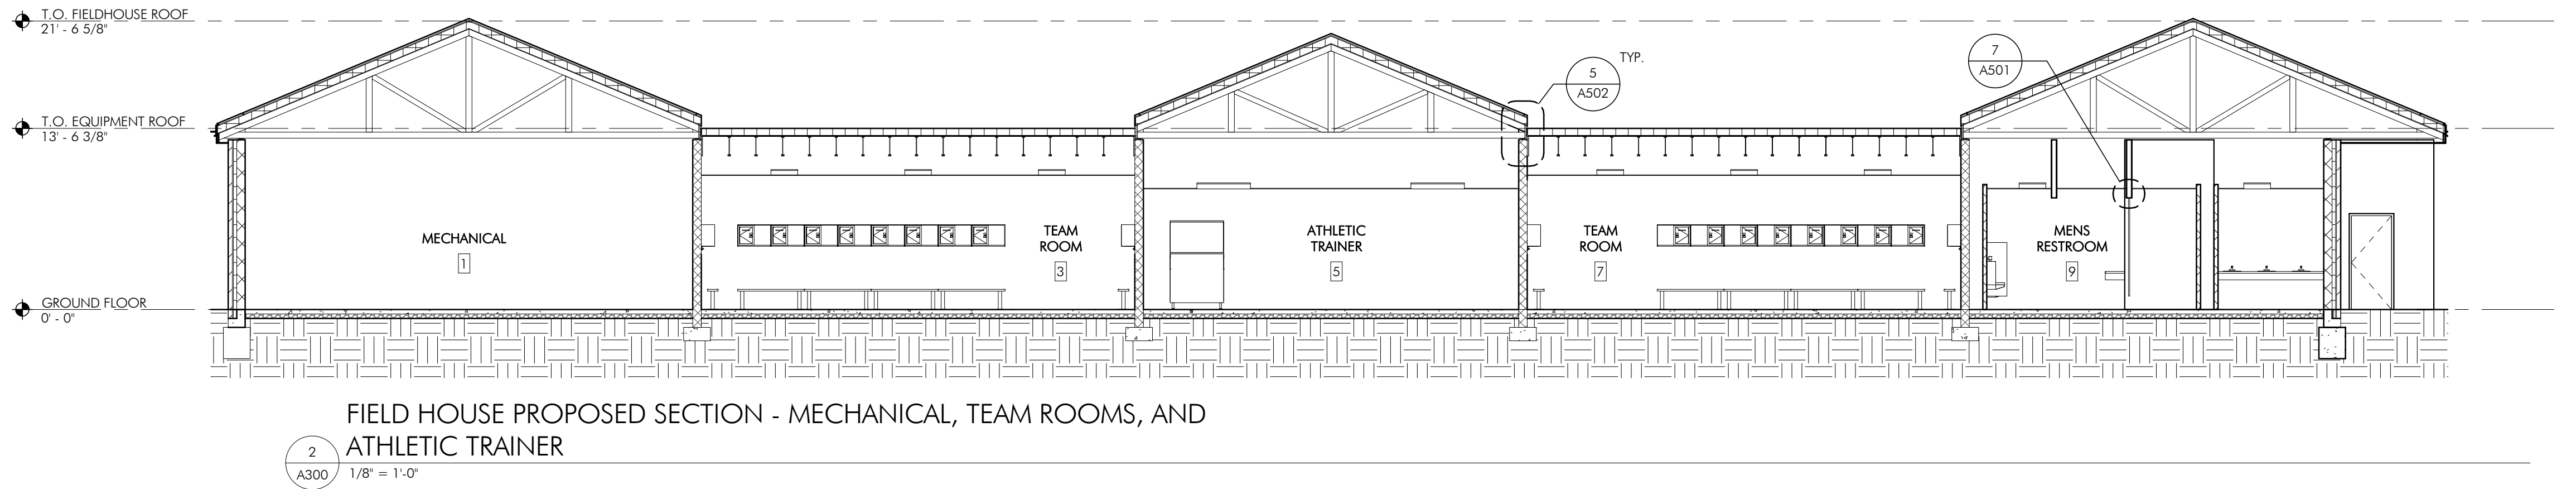 T.O. FIELDHOUSE ROOF
21' - 6 5/8"
T.O. EQUIPMENT ROOF
13' - 6 3/8"
GROUND FLOOR
0' - 0"
5
A502
TYP.
7
A501
MECHANICAL
1
TEAM
ROOM
3
ATHLETIC
TRAINER
5
TEAM
ROOM
7
MENS
RESTROOM
9
FIELD HOUSE PROPOSED SECTION - MECHANICAL, TEAM ROOMS, AND
ATHLETIC TRAINER
2
A300
1/8" = 1'-0"